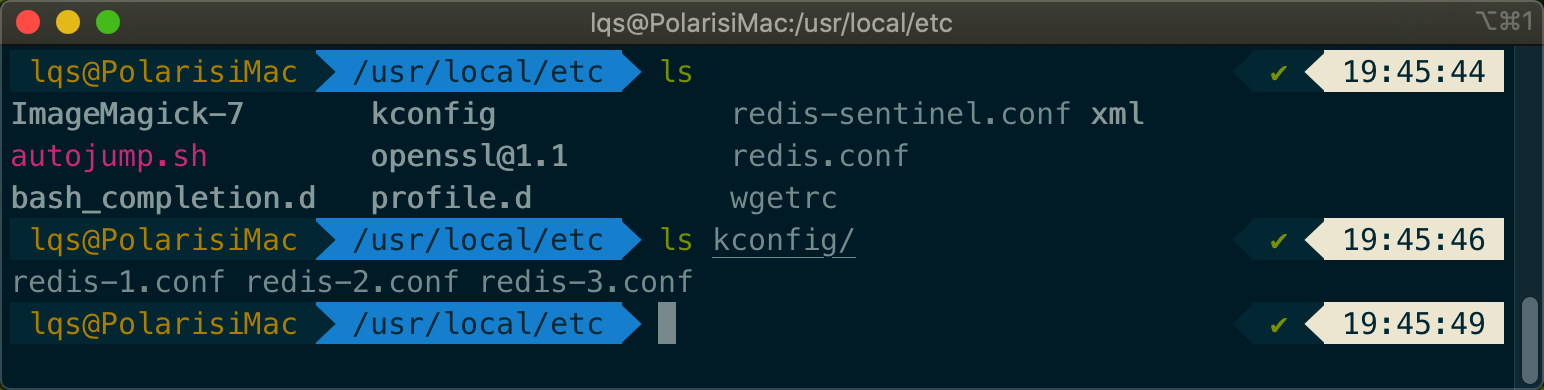 lqs@PolarisiMac:/usr/local/etc ⌥⌘1
lqs@PolarisiMac /usr/local/etc ls ✔ 19:45:44
ImageMagick-7 kconfig redis-sentinel.conf xml
autojump.sh openssl@1.1 redis.conf
bash_completion.d profile.d wgetrc
lqs@PolarisiMac /usr/local/etc ls kconfig/ ✔ 19:45:46
redis-1.conf redis-2.conf redis-3.conf
lqs@PolarisiMac /usr/local/etc ✔ 19:45:49